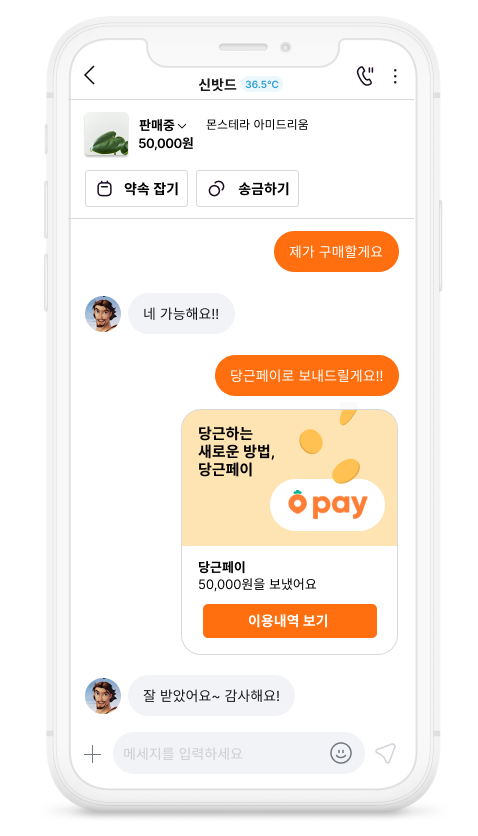 신밧드 36.5°C
판매중 몬스테라 아미드리움
50,000원
약속 잡기 송금하기
제가 구매할게요
네 가능해요!!
당근페이로 보내드릴게요!!
당근하는
새로운 방법,
당근페이
pay
당근페이
50,000원을 보냈어요
이용내역 보기
잘 받았어요~ 감사해요!
메세지를 입력하세요